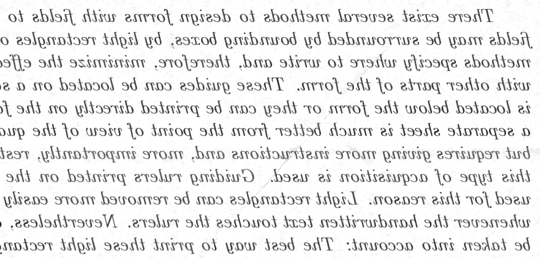 There exist several methods to design forms with fields to
fields may be surrounded by bounding boxes, by light rectangles o
methods specify where to write and, therefore, minimize the effe
with other parts of the form. These guides can be located on a s
is located below the form or they can be printed directly on the fo
a separate sheet is much better from the point of view of the qua
but requires giving more instructions and, more importantly, rest
this type of acquisition is used. Guiding rulers printed on the
used for this reason. Light rectangles can be removed more easily
whenever the handwritten text touches the rulers. Nevertheless,
be taken into account: The best way to print these light rectang